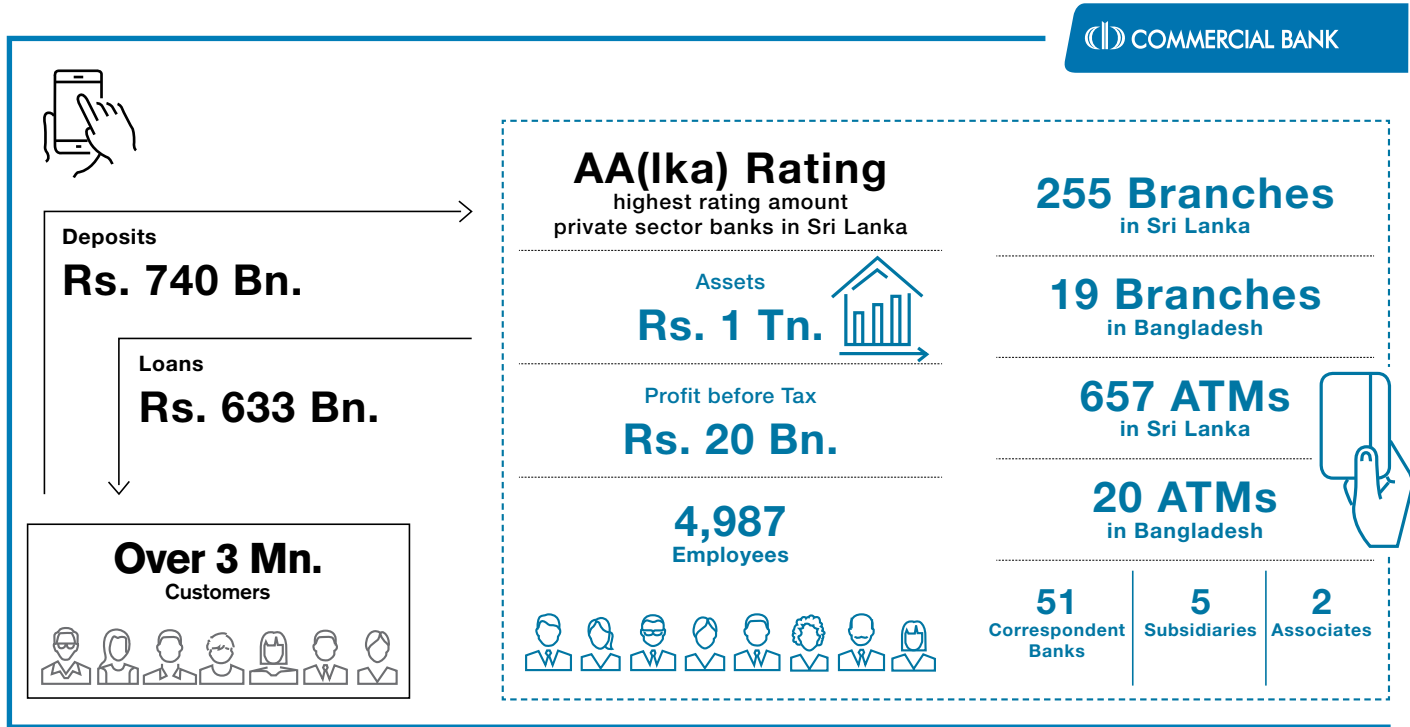 COMMERCIAL BANK
Deposits
Rs. 740 Bn.
Loans
Rs. 633 Bn.
Over 3 Mn.
Customers
AA(lka) Rating
highest rating amount
private sector banks in Sri Lanka
Assets
Rs. 1 Tn.
Profit before Tax
Rs. 20 Bn.
4,987
Employees
255 Branches
in Sri Lanka
19 Branches
in Bangladesh
657 ATMs
in Sri Lanka
20 ATMs
in Bangladesh
51
Correspondent
Banks
5
Subsidiaries
2
Associates